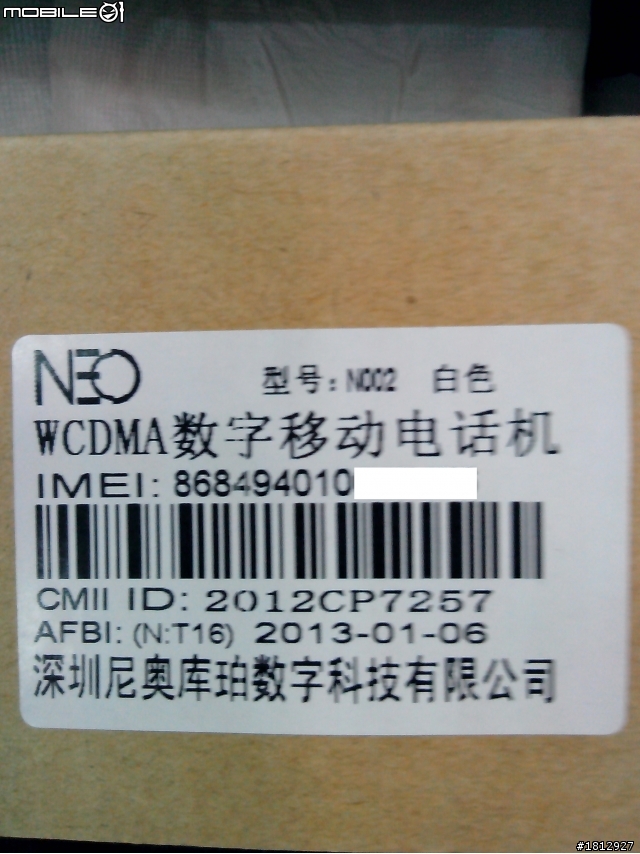 MOBILE01
NEO
型号:N002 白色
WCDMA数字移动电话机
IMEI: 868494010
CMII ID: 2012CP7257
AFBI: (N:T16) 2013-01-06
深圳尼奥库珀数字科技有限公司
#1812927